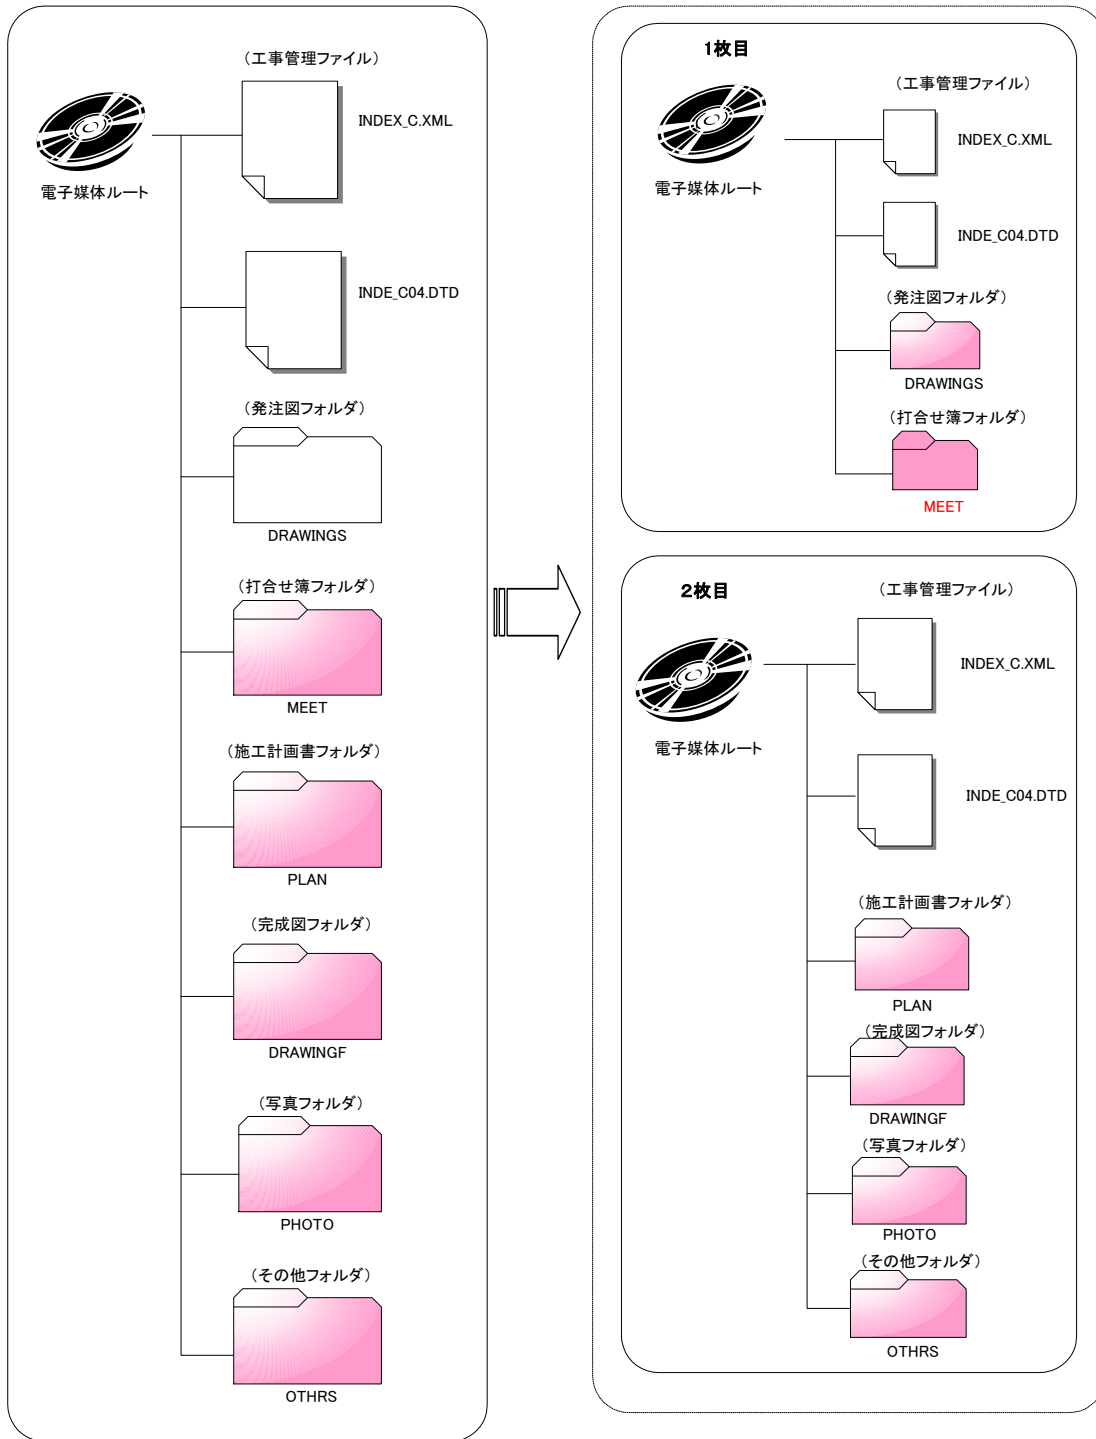 (工事管理ファイル)
INDEX_C.XML
電子媒体ルート
INDE_C04.DTD
(発注図フォルダ)
DRAWINGS
(打合せ簿フォルダ)
MEET
(施工計画書フォルダ)
PLAN
(完成図フォルダ)
DRAWINGF
(写真フォルダ)
PHOTO
(その他フォルダ)
OTHRS
1枚目
(工事管理ファイル)
INDEX_C.XML
電子媒体ルート
INDE_C04.DTD
(発注図フォルダ)
DRAWINGS
(打合せ簿フォルダ)
MEET
2枚目
(工事管理ファイル)
INDEX_C.XML
電子媒体ルート
INDE_C04.DTD
(施工計画書フォルダ)
PLAN
(完成図フォルダ)
DRAWINGF
(写真フォルダ)
PHOTO
(その他フォルダ)
OTHRS